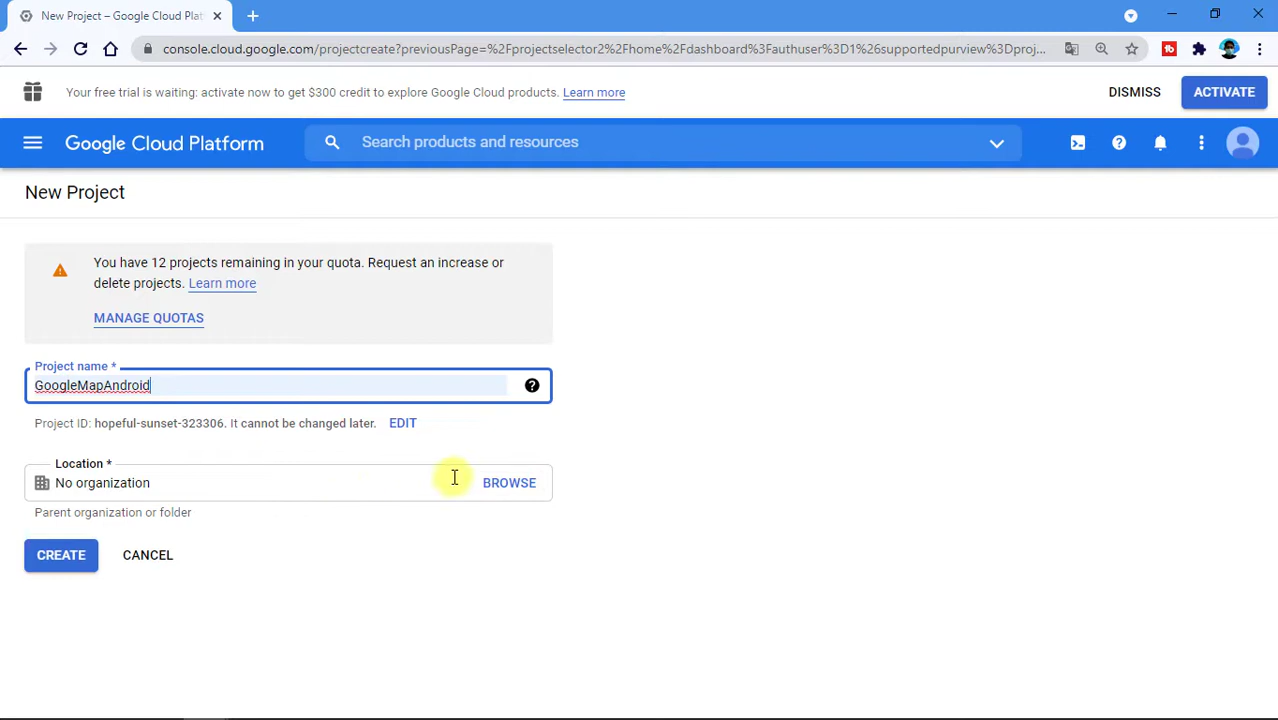 New Project – Google Cloud Plat
console.cloud.google.com/projectcreate?previousPage=%2Fprojectselector2%2Fhome%2Fdashboard%3Fauthuser%3D1%26supportedpurview%3Dproj...
Your free trial is waiting: activate now to get $300 credit to explore Google Cloud products. Learn more
DISMISS
ACTIVATE
Google Cloud Platform
Search products and resources
New Project
You have 12 projects remaining in your quota. Request an increase or
delete projects. Learn more
MANAGE QUOTAS
Project name *
GoogleMapAndroid
Project ID: hopeful-sunset-323306. It cannot be changed later. EDIT
Location *
No organization
BROWSE
Parent organization or folder
CREATE
CANCEL